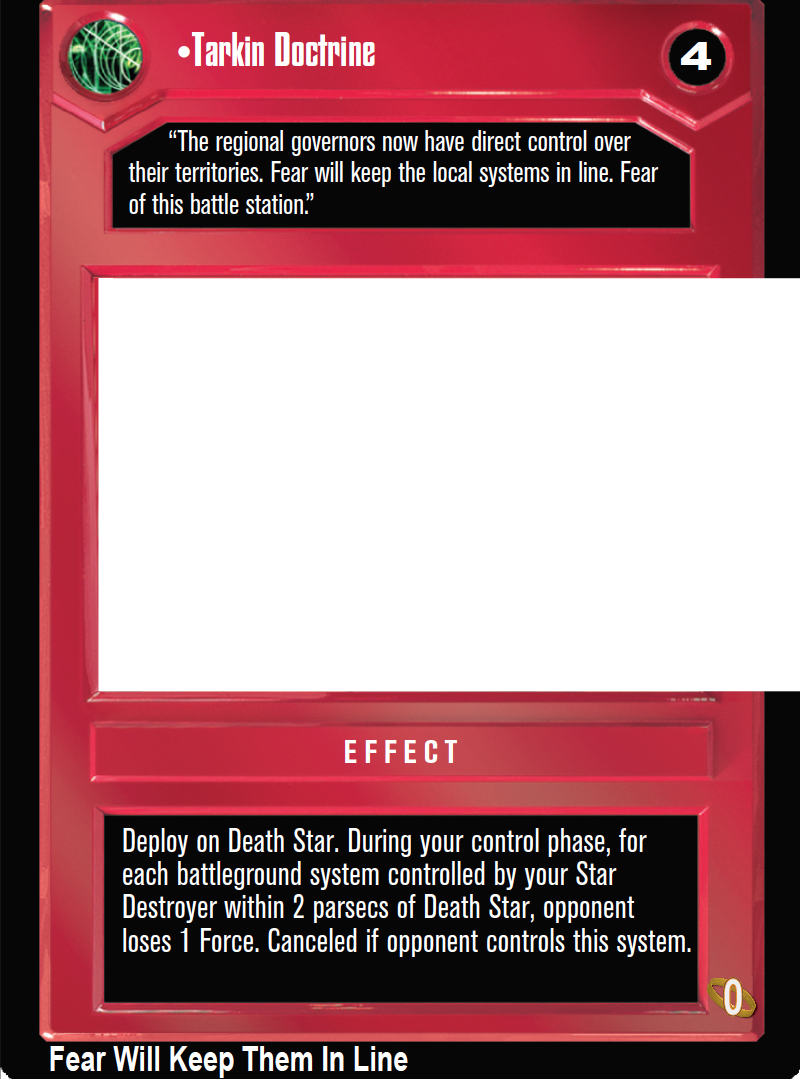 •Tarkin Doctrine
4
“The regional governors now have direct control over
their territories. Fear will keep the local systems in line. Fear
of this battle station.”
EFFECT
Deploy on Death Star. During your control phase, for
each battleground system controlled by your Star
Destroyer within 2 parsecs of Death Star, opponent
loses 1 Force. Canceled if opponent controls this system.
0
Fear Will Keep Them In Line